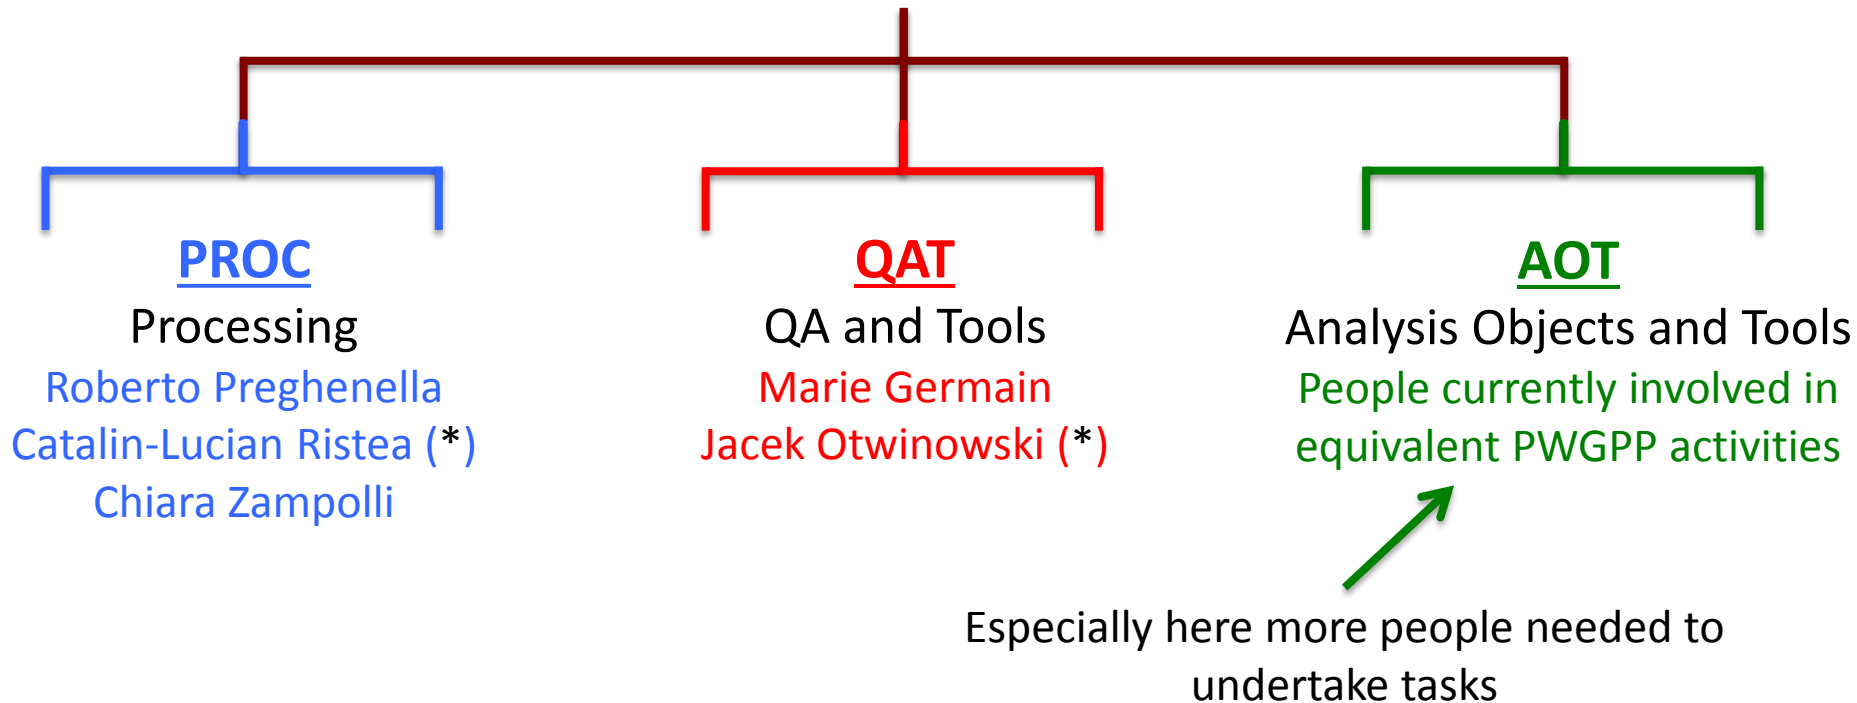 PROC
Processing
Roberto Preghenella
Catalin-Lucian Ristea (*)
Chiara Zampolli
QAT
QA and Tools
Marie Germain
Jacek Otwinowski (*)
AOT
Analysis Objects and Tools
People currently involved in
equivalent PWGPP activities
Especially here more people needed to
undertake tasks